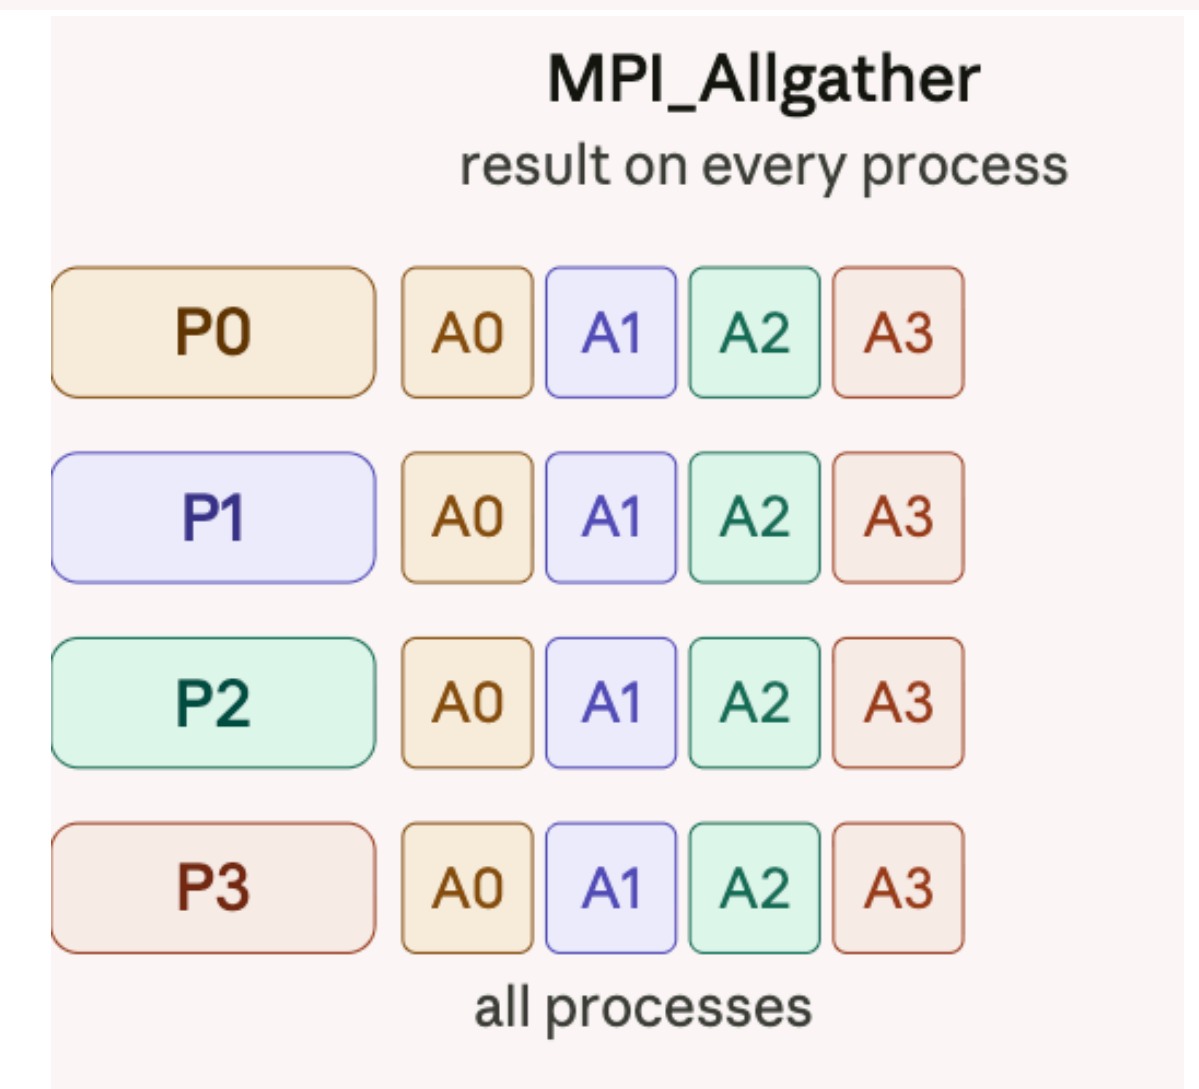 MPI_Allgather
result on every process
P0 A0 A1 A2 A3
P1 A0 A1 A2 A3
P2 A0 A1 A2 A3
P3 A0 A1 A2 A3
all processes